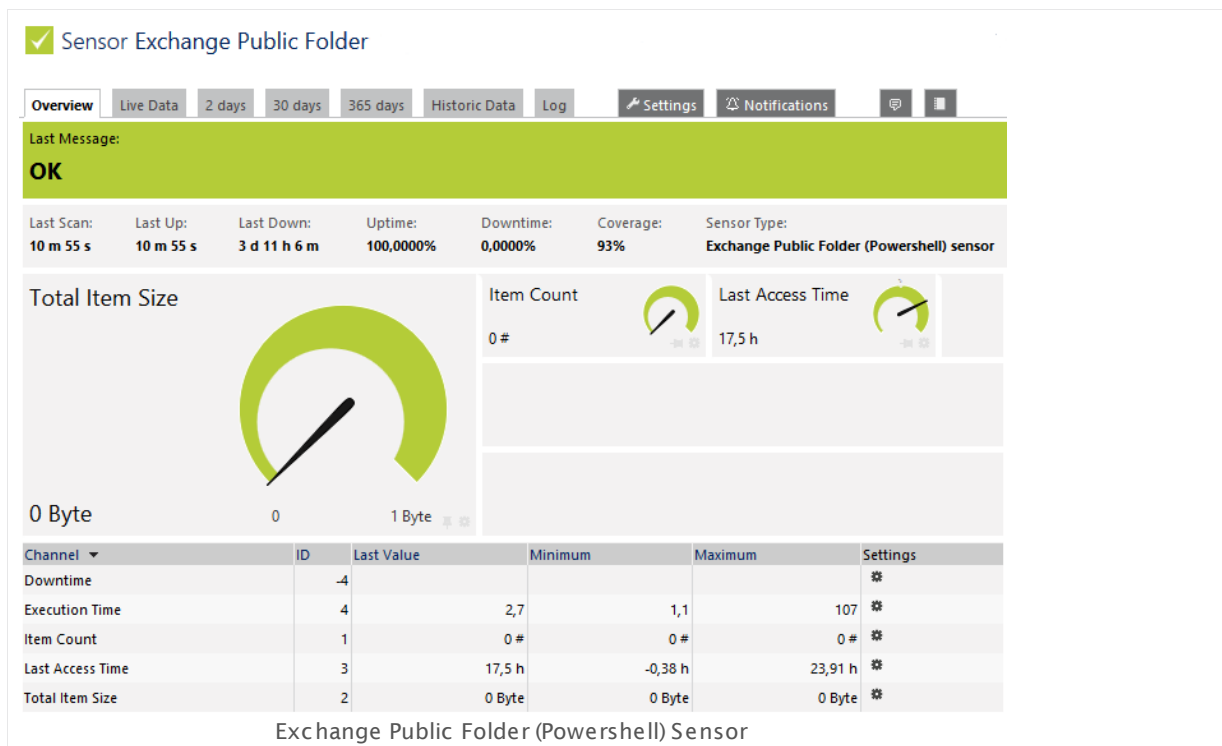 Sensor Exchange Public Folder
Overview Live Data 2 days 30 days 365 days Historic Data Log Settings Notifications
Last Message:
OK
Last Scan: Last Up: Last Down: Uptime: Downtime: Coverage: Sensor Type:
10 m 55 s 10 m 55 s 3 d 11 h 6 m 100,0000% 0,0000% 93% Exchange Public Folder (Powershell) sensor
Total Item Size
0 Byte
0 1 Byte
Item Count
0 #
Last Access Time
17,5 h
Channel ID Last Value Minimum Maximum Settings
Downtime -4
Execution Time 4 2,7 1,1 107
Item Count 1 0 # 0 # 0 #
Last Access Time 3 17,5 h -0,38 h 23,91 h
Total Item Size 2 0 Byte 0 Byte 0 Byte
Exchange Public Folder (Powershell) Sensor